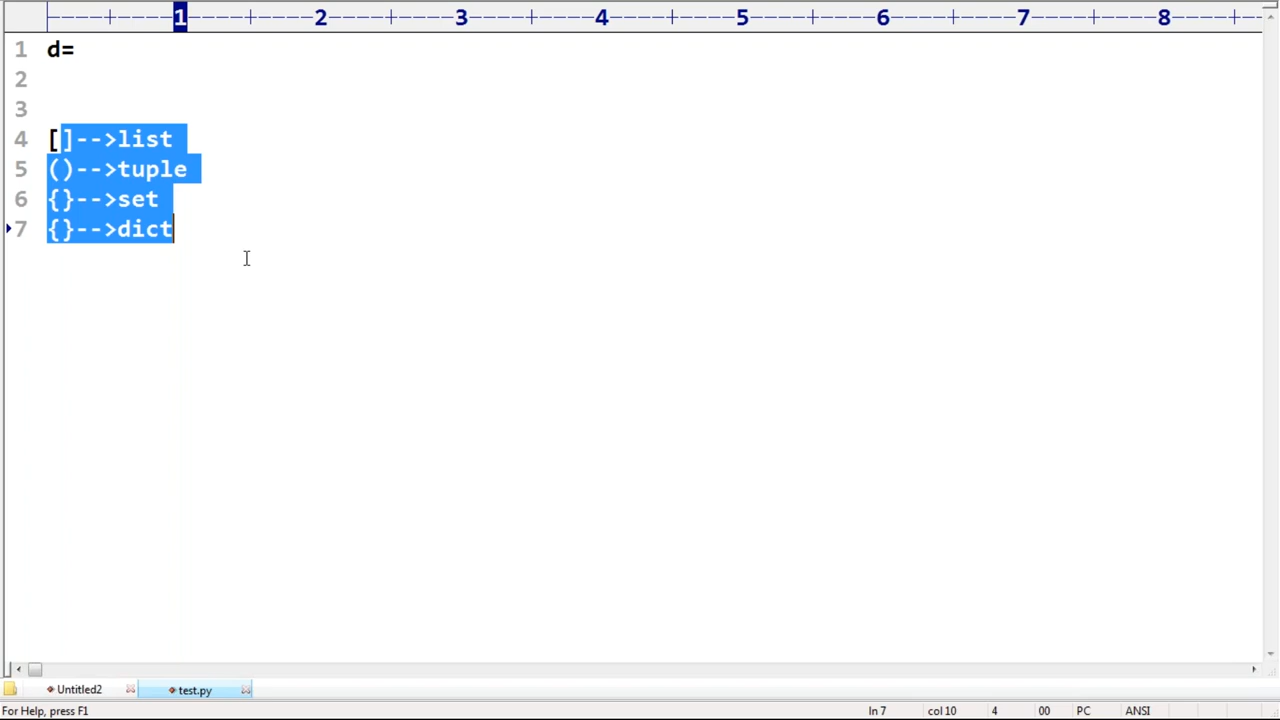 1 2 3 4 5 6 7 8
1 d=
2
3
4 []-->list
5 ()-->tuple
6 {}-->set
7 {}-->dict
Untitled2 test.py
For Help, press F1 ln 7 col 10 4 00 PC ANSI